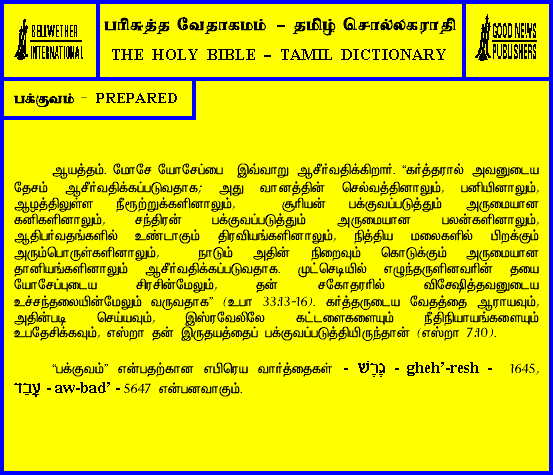 BELLWETHER
INTERNATIONAL
பரிசுத்த வேதாகமம் - தமிழ் சொல்லகராதி
THE HOLY BIBLE - TAMIL DICTIONARY
GOOD NEWS
PUBLISHERS
பக்குவம் - PREPARED
ஆயத்தம். மோசே யோசேப்பை இவ்வாறு ஆசீர்வதிக்கிறார். “கர்த்தரால் அவனுடைய
தேசம் ஆசீர்வதிக்கப்படுவதாக; அது வானத்தின் செல்வத்தினாலும், பனியினாலும்,
ஆழத்திலுள்ள நீரூற்றுக்களினாலும், சூரியன் பக்குவப்படுத்தும் அருமையான
கனிகளினாலும், சந்திரன் பக்குவப்படுத்தும் அருமையான பலன்களினாலும்,
ஆதிபர்வதங்களில் உண்டாகும் திரவியங்களினாலும், நித்திய மலைகளில் பிறக்கும்
அரும்பொருள்களினாலும், நாடும் அதின் நிறைவும் கொடுக்கும் அருமையான
தானியங்களினாலும் ஆசீர்வதிக்கப்படுவதாக. முட்செடியில் எழுந்தருளினவரின் தயை
யோசேப்புடைய சிரசின்மேலும், தன் சகோதரரில் விசேஷித்தவனுடைய
உச்சந்தலையின்மேலும் வருவதாக” (உபா 33:13-16). கர்த்தருடைய வேதத்தை ஆராயவும்,
அதின்படி செய்யவும், இஸ்ரவேலிலே கட்டளைகளையும் நீதிநியாயங்களையும்
உபதேசிக்கவும், எஸ்றா தன் இருதயத்தைப் பக்குவப்படுத்தியிருந்தான் (எஸ்றா 7:10).
“பக்குவம்” என்பதற்கான எபிரெய வார்த்தைகள் - גֶּרֶשׁ - gheh’-resh - 1645,
עָבַד - aw-bad’ - 5647 என்பனவாகும்.